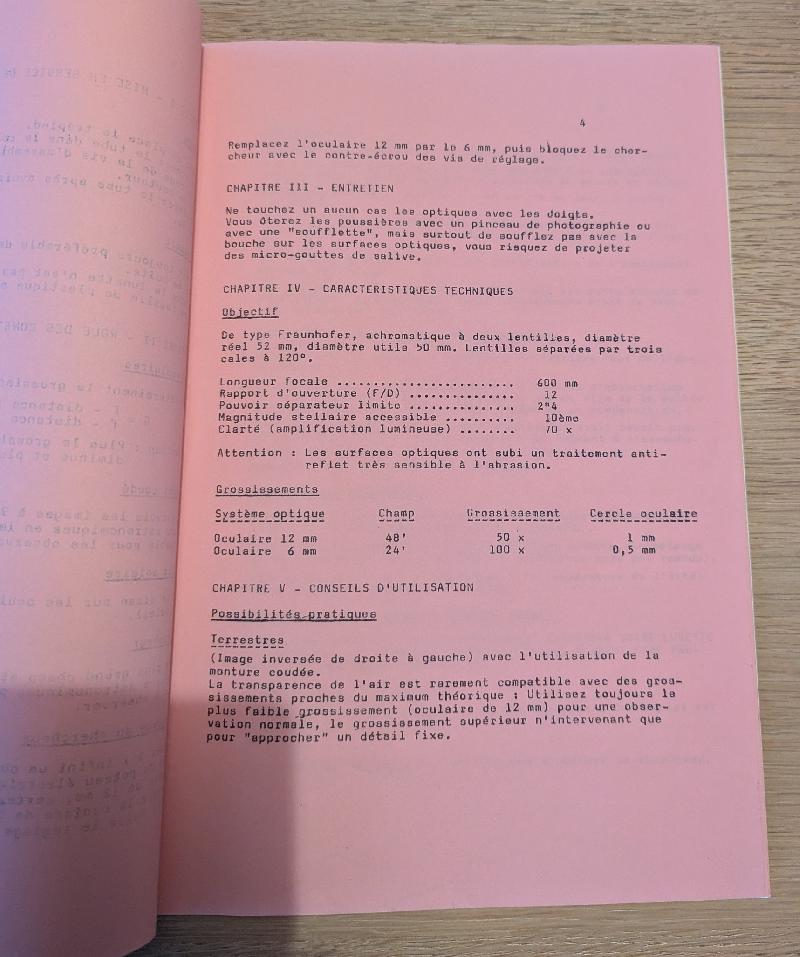 4
Remplacez l'oculaire 12 mm par le 6 mm, puis bloquez le cher-
cheur avec le contre-écrou des vis de réglage.
CHAPITRE III - ENTRETIEN
Ne touchez un aucun cas les optiques avec les doigts.
Vous ôterez les poussières avec un pinceau de photographie ou
avec une "soufflette", mais surtout de soufflez pas avec la
bouche sur les surfaces optiques, vous risquez de projeter
des micro-gouttes de salive.
CHAPITRE IV - CARACTERISTIQUES TECHNIQUES
Objectif
De type Fraunhofer, achromatique à deux lentilles, diamètre
réel 52 mm, diamètre utile 50 mm. Lentilles séparées par trois
cales à 120°.
Longueur focale ........................ 600 mm
Rapport d'ouverture (F/D) ............... 12
Pouvoir séparateur limite ............... 2"4
Magnitude stellaire accessible .......... 10ème
Clarté (amplification lumineuse) ........ 70 x
Attention : Les surfaces optiques ont subi un traitement anti-
reflet très sensible à l'abrasion.
Grossissements
Système optique Champ Grossissement Cercle oculaire
Oculaire 12 mm 48' 50 x 1 mm
Oculaire 6 mm 24' 100 x 0,5 mm
CHAPITRE V - CONSEILS D'UTILISATION
Possibilités pratiques
Terrestres
(Image inversée de droite à gauche) avec l'utilisation de la
monture coudée.
La transparence de l'air est rarement compatible avec des gros-
sissements proches du maximum théorique : Utilisez toujours le
plus faible grossissement (oculaire de 12 mm) pour une obser-
vation normale, le grossissement supérieur n'intervenant que
pour "approcher" un détail fixe.